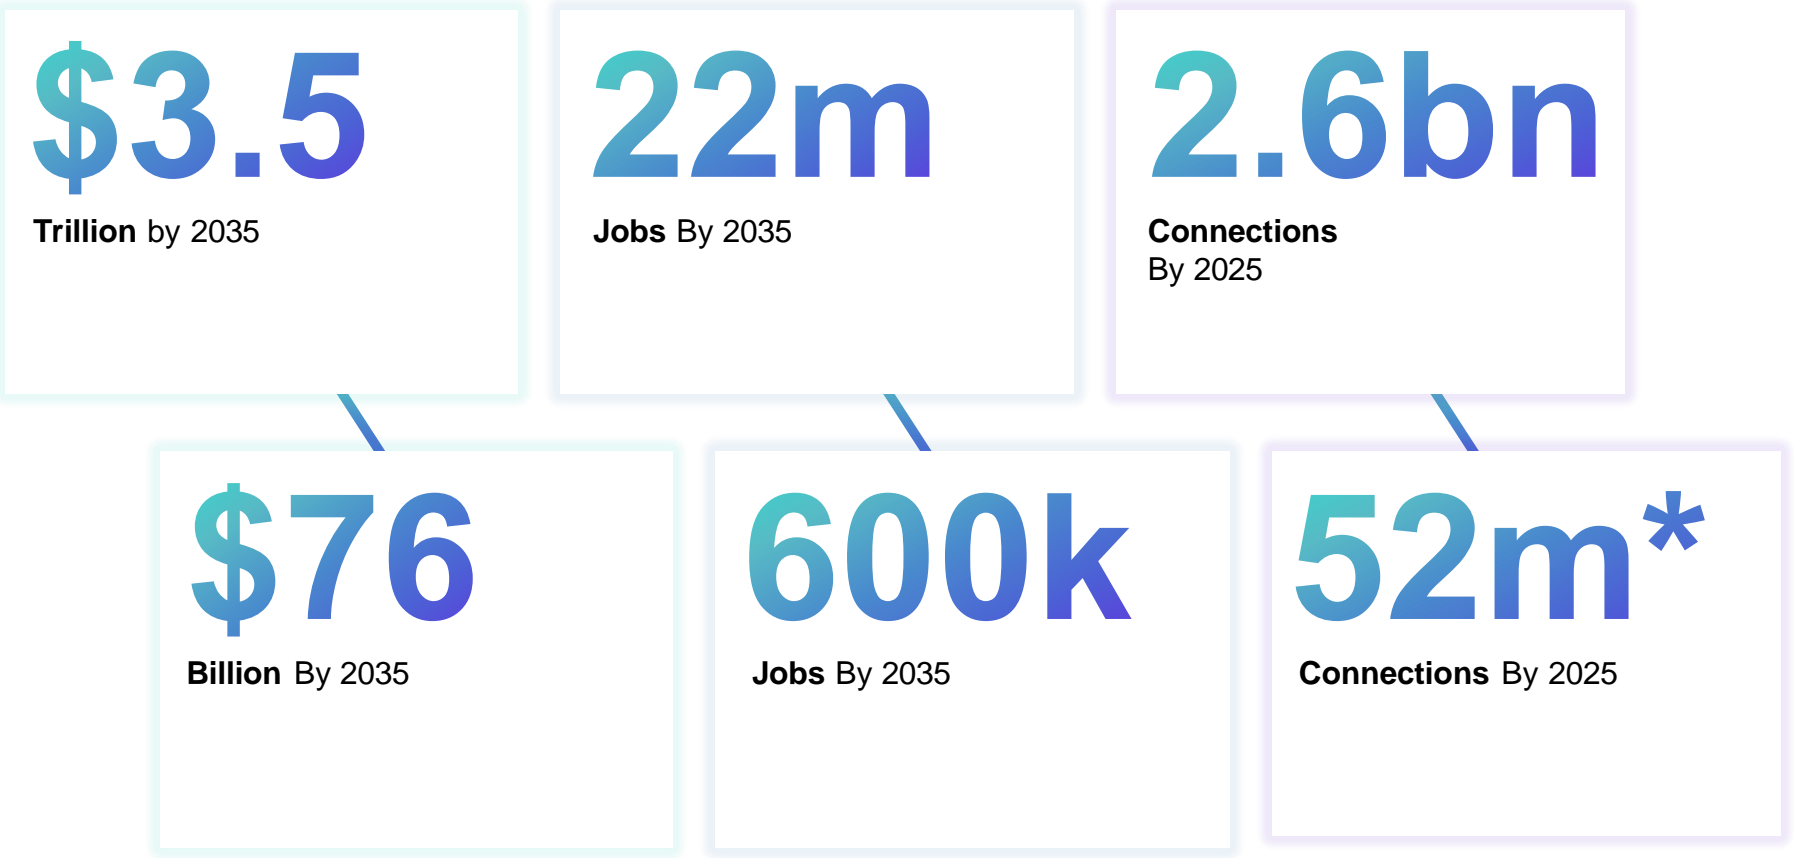 $3.5
Trillion by 2035
22m
Jobs By 2035
2.6bn
Connections
By 2025
$76
Billion By 2035
600k
Jobs By 2035
52m*
Connections By 2025